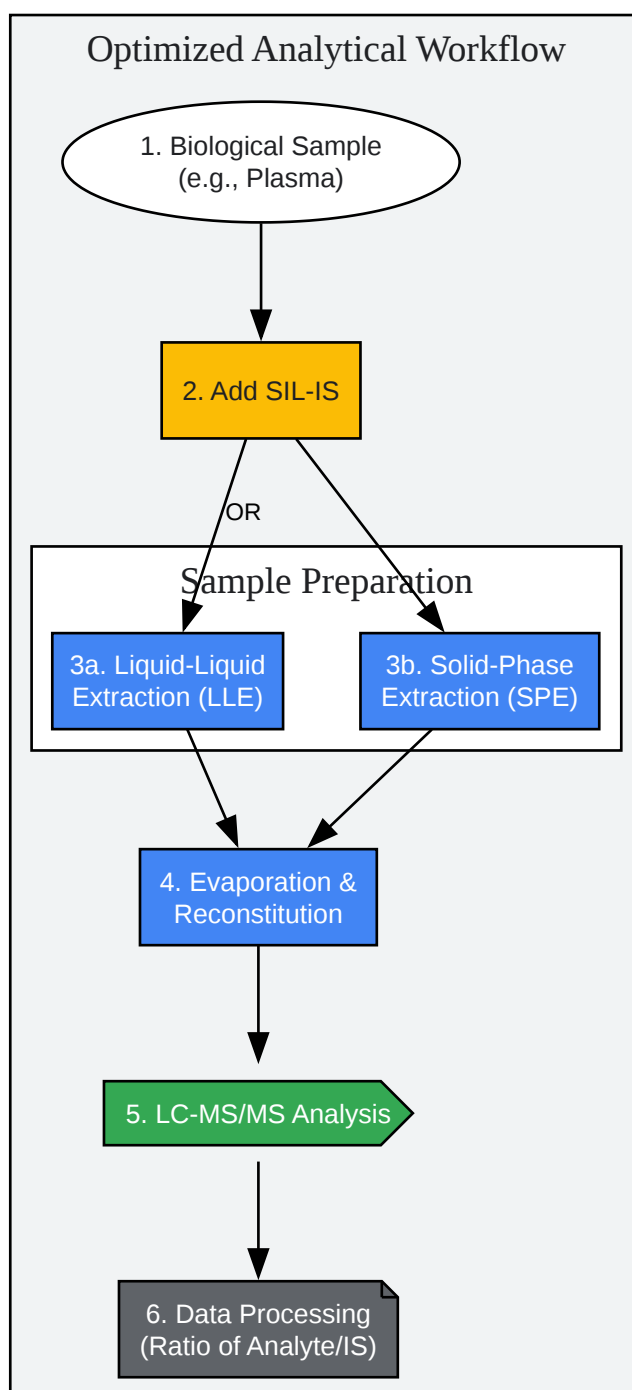 Optimized Analytical Workflow
1. Biological Sample
(e.g., Plasma)
2. Add SIL-IS
OR
Sample Preparation
3a. Liquid-Liquid
Extraction (LLE)
3b. Solid-Phase
Extraction (SPE)
4. Evaporation &
Reconstitution
5. LC-MS/MS Analysis
6. Data Processing
(Ratio of Analyte/IS)